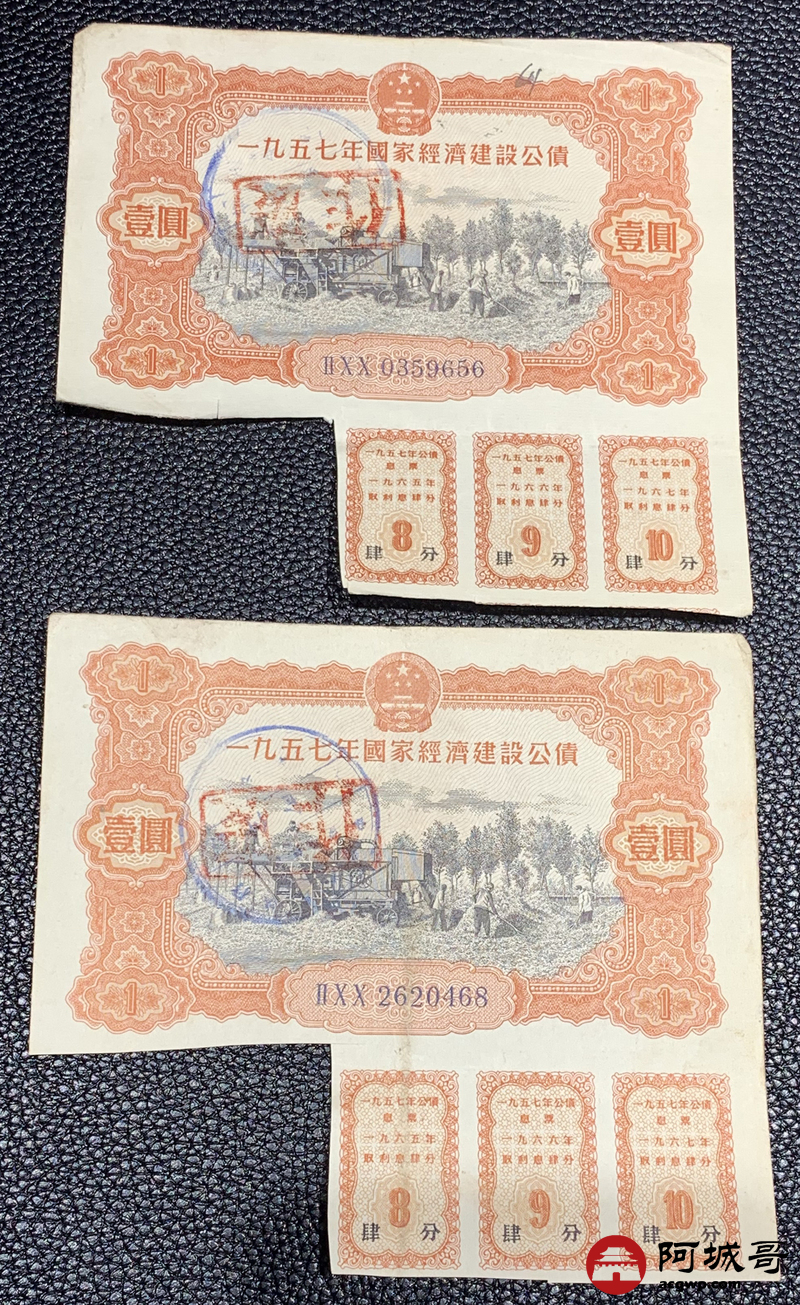 1 1
一九五七年國家經濟建設公債
壹圓 壹圓
IIXX 0359656
1 1
一九五七年公債 一九五七年公債 一九五七年公債
息票 息票 息票
一九六五年 一九六六年 一九六七年
取利息肆分 取利息肆分 取利息肆分
肆 8 分 肆 9 分 肆 10 分
1 1
一九五七年國家經濟建設公債
壹圓 壹圓
IIXX 2620468
1 1
一九五七年公債 一九五七年公債 一九五七年公債
息票 息票 息票
一九六五年 一九六六年 一九六七年
取利息肆分 取利息肆分 取利息肆分
肆 8 分 肆 9 分 肆 10 分
阿城哥
acgwp.com